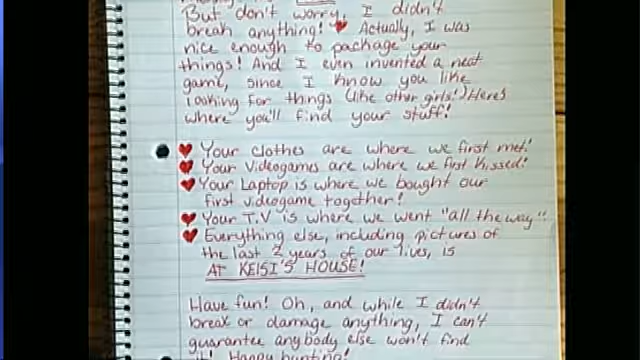 But don't worry, I didn't
break anything! ♥ Actually, I was
nice enough to package your
things! And I even invented a neat
game, since I know you like
looking for things (like other girls!) Here's
where you'll find your stuff!
♥ Your clothes are where we first met!
♥ Your Videogames are where we first kissed!
♥ Your Laptop is where we bought our
first videogame together!
♥ Your T.V is where we went "all the way"
♥ Everything else, including pictures of
the last 2 years of our lives, is
AT KEISI'S HOUSE!
Have fun! Oh, and while I didn't
break or damage anything, I can't
guarantee anybody else won't find
it! Happy hunting!